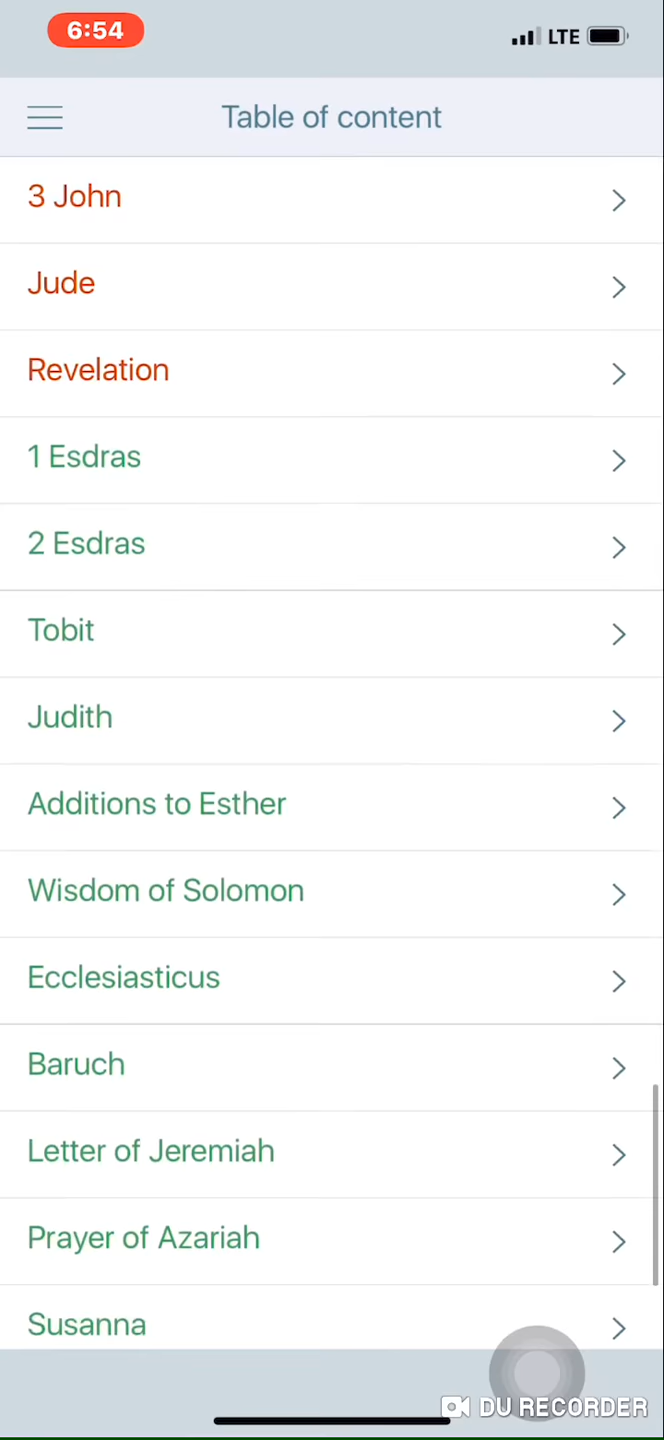 6:54
LTE
Table of content
3 John
Jude
Revelation
1 Esdras
2 Esdras
Tobit
Judith
Additions to Esther
Wisdom of Solomon
Ecclesiasticus
Baruch
Letter of Jeremiah
Prayer of Azariah
Susanna
DU RECORDER